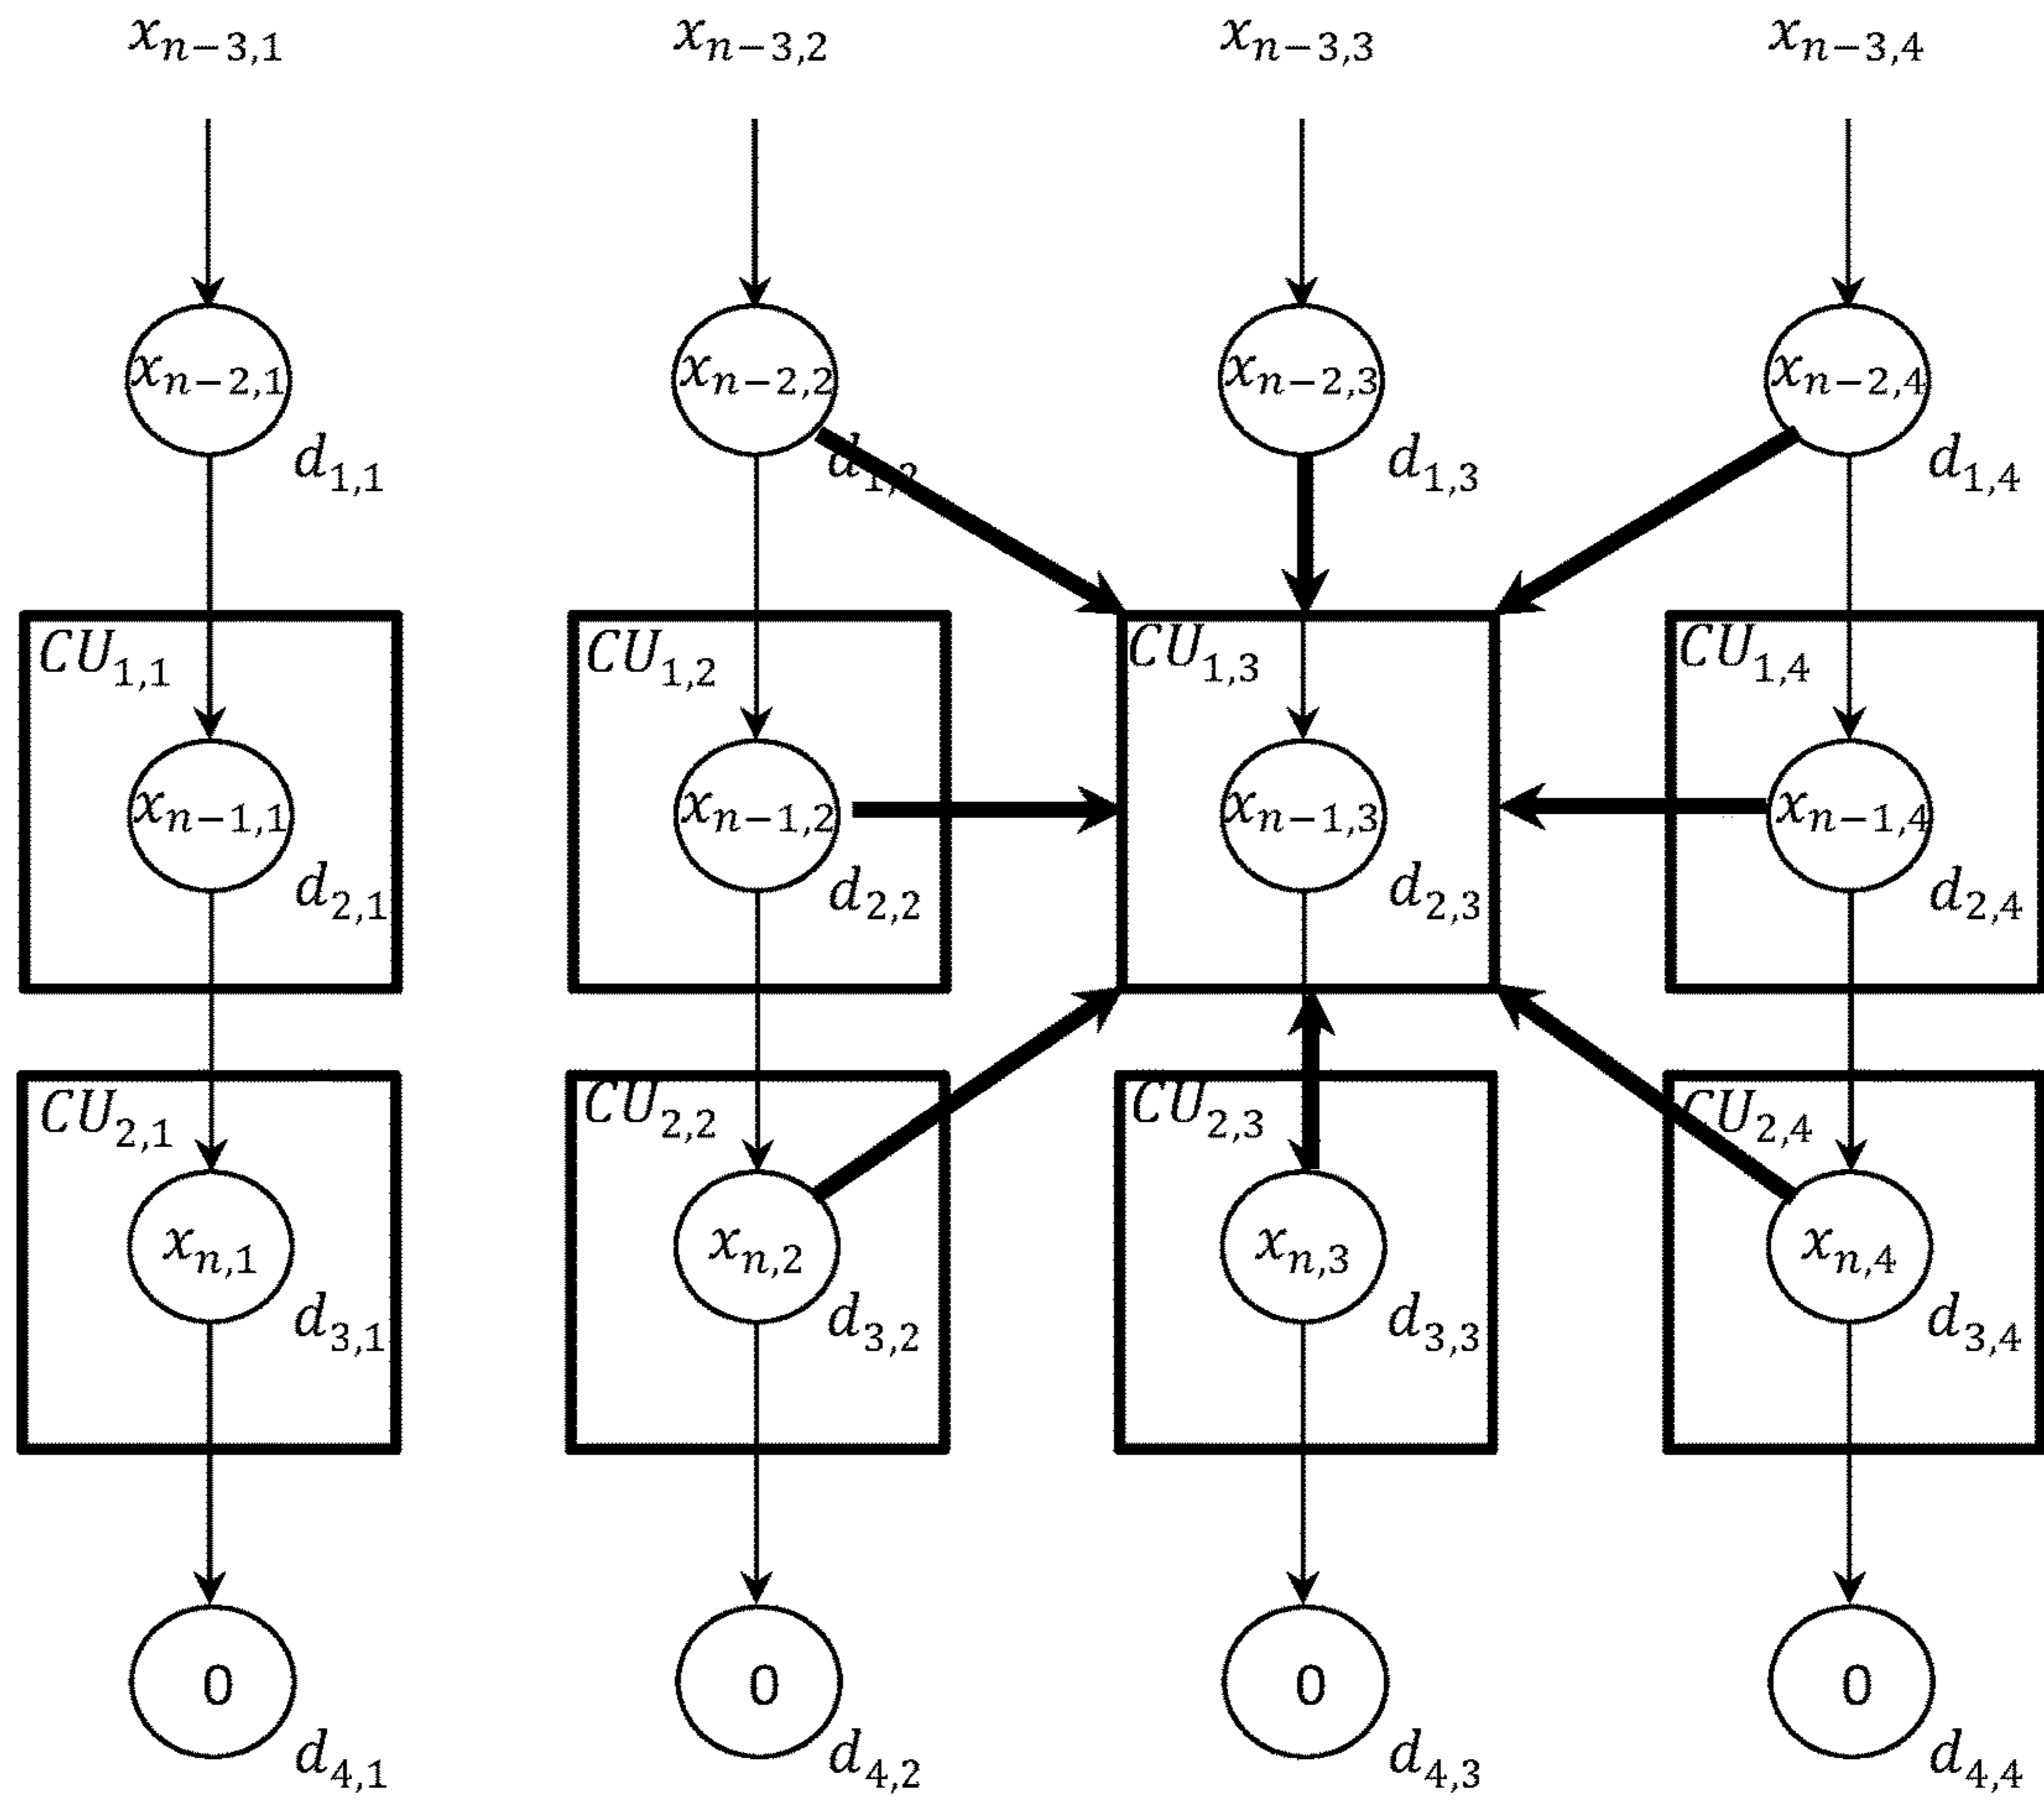 x_{n−3,1} x_{n−3,2} x_{n−3,3} x_{n−3,4}
x_{n−2,1} x_{n−2,2} x_{n−2,3} x_{n−2,4}
d_{1,1} d_{1,2} d_{1,3} d_{1,4}
CU_{1,1} CU_{1,2} CU_{1,3} CU_{1,4}
x_{n−1,1} x_{n−1,2} x_{n−1,3} x_{n−1,4}
d_{2,1} d_{2,2} d_{2,3} d_{2,4}
CU_{2,1} CU_{2,2} CU_{2,3} CU_{2,4}
x_{n,1} x_{n,2} x_{n,3} x_{n,4}
d_{3,1} d_{3,2} d_{3,3} d_{3,4}
0 0 0 0
d_{4,1} d_{4,2} d_{4,3} d_{4,4}